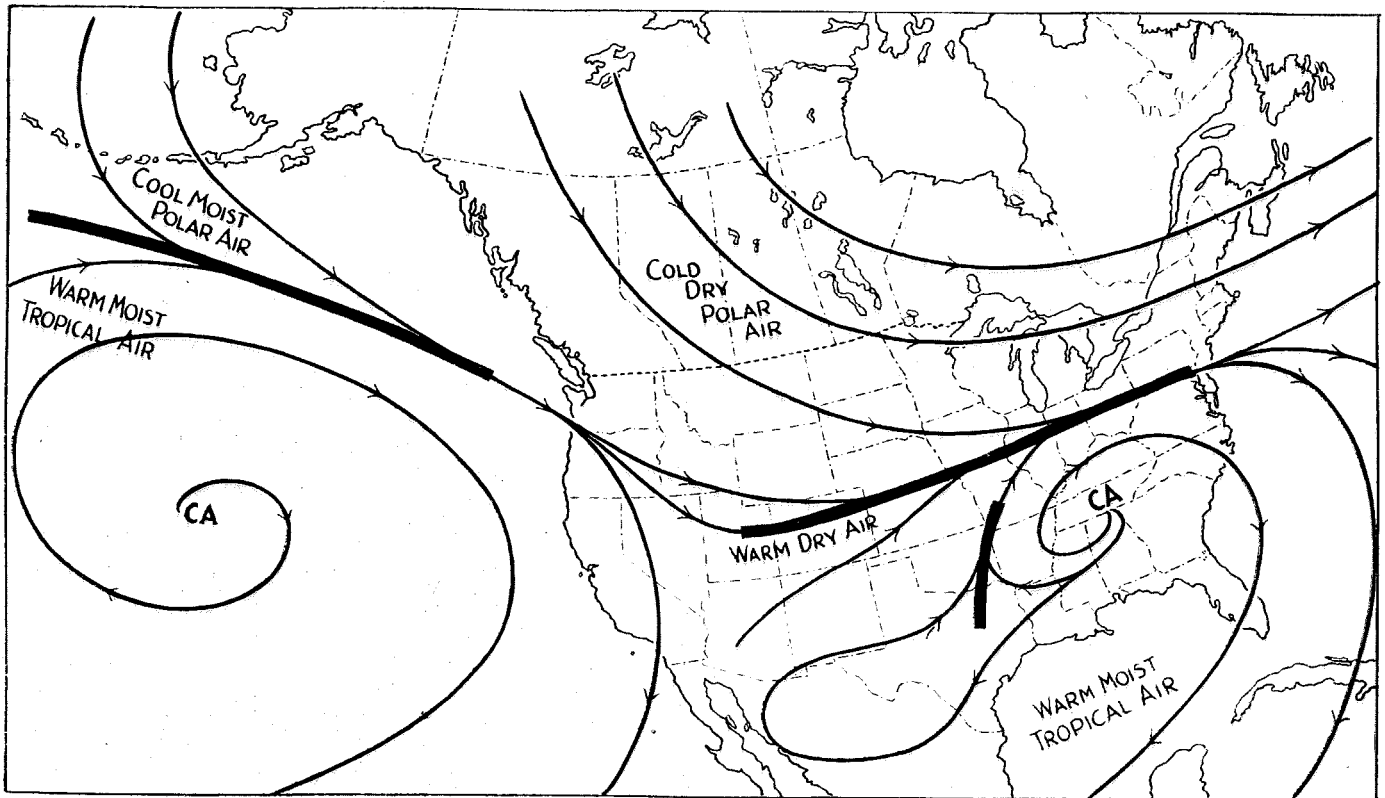 COOL MOIST
POLAR AIR
WARM MOIST
TROPICAL AIR
COLD
DRY
POLAR
AIR
CA
CA
WARM DRY AIR
WARM MOIST
TROPICAL AIR